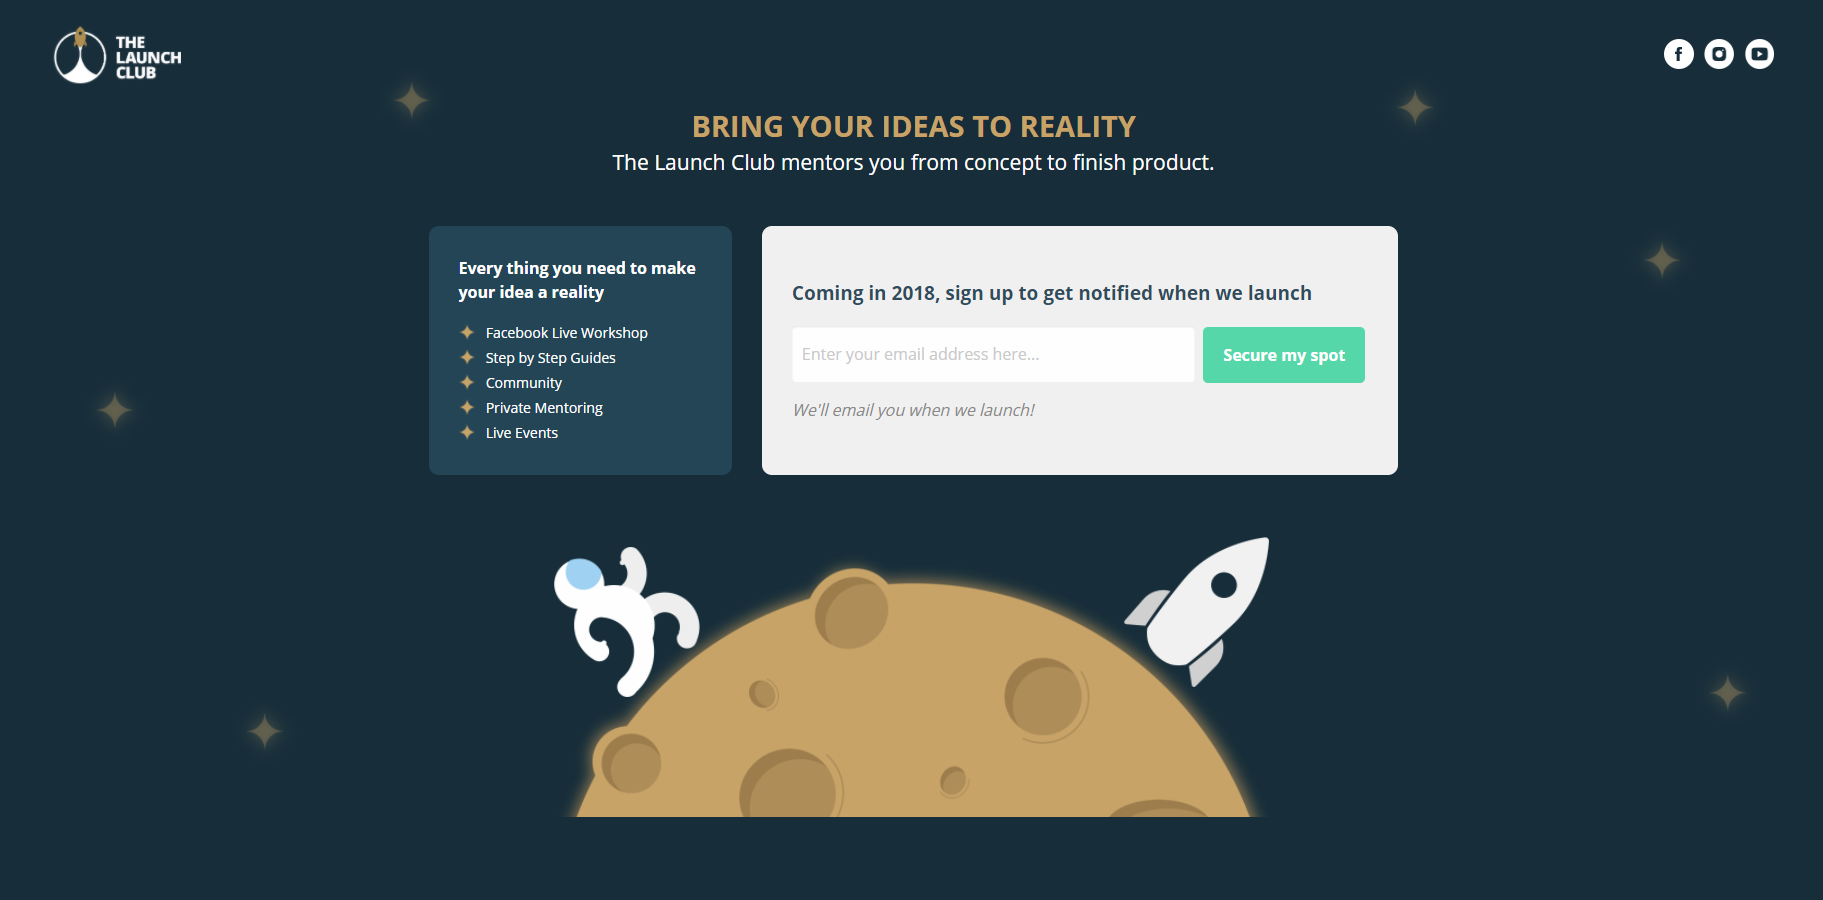 THE
LAUNCH
CLUB
BRING YOUR IDEAS TO REALITY
The Launch Club mentors you from concept to finish product.
Every thing you need to make
your idea a reality
Facebook Live Workshop
Step by Step Guides
Community
Private Mentoring
Live Events
Coming in 2018, sign up to get notified when we launch
Enter your email address here...
Secure my spot
We'll email you when we launch!